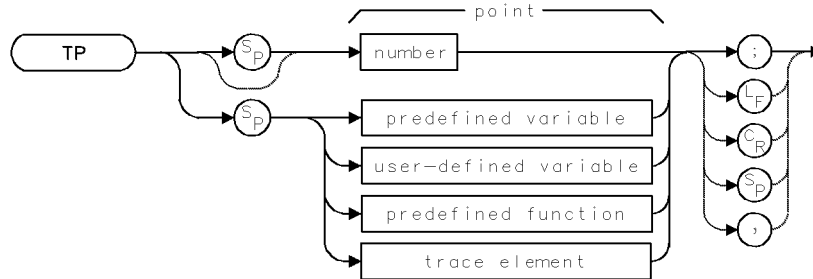 point
TP
SP
number
;
LF
SP
predefined variable
CR
user-defined variable
SP
predefined function
,
trace element